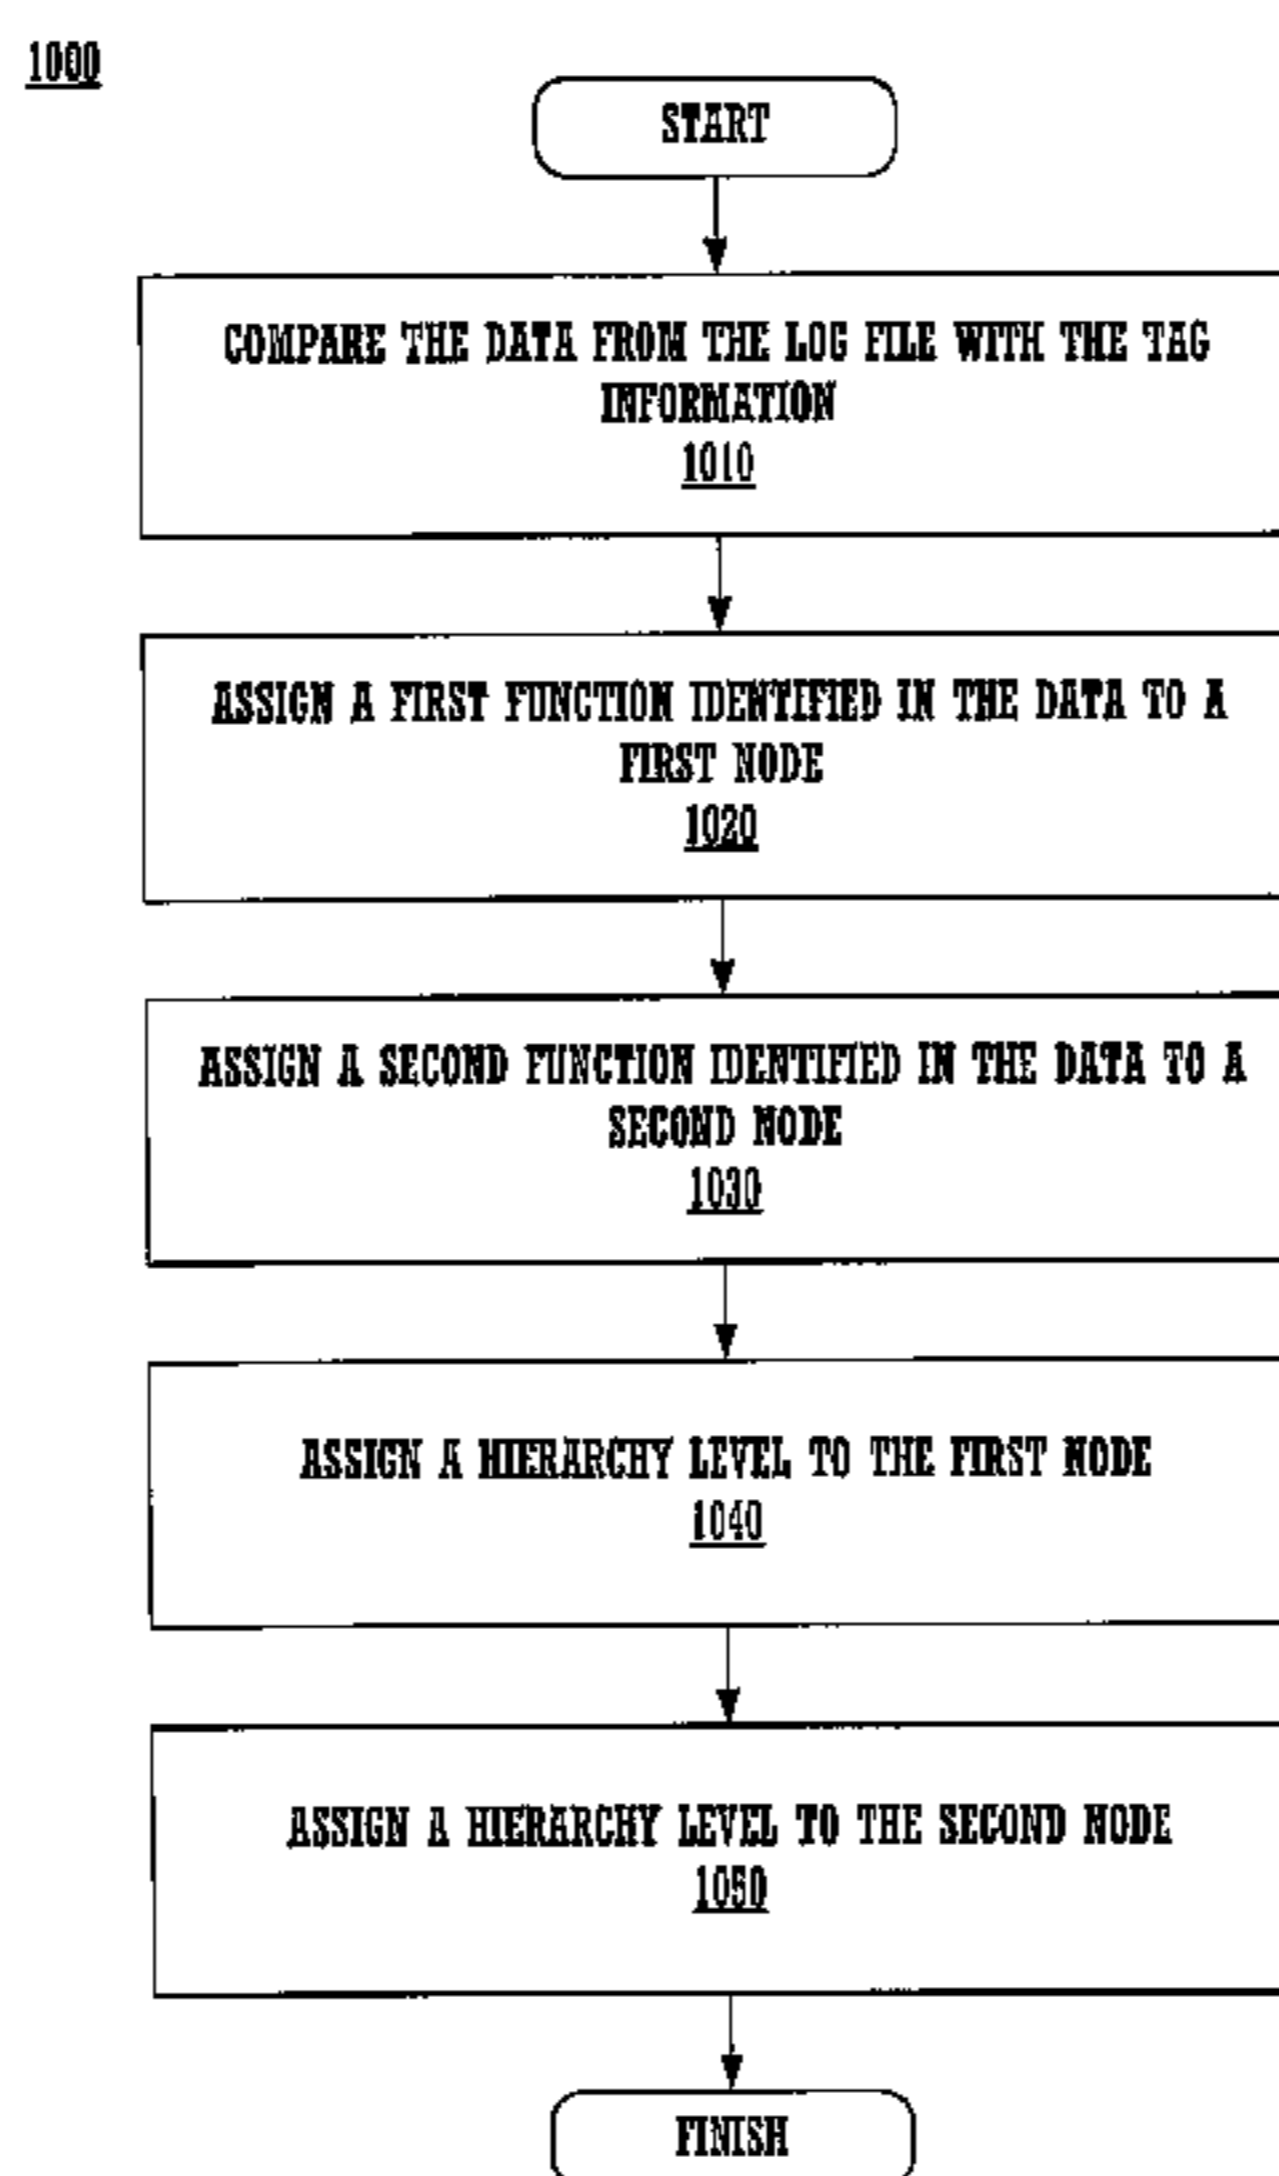 1000
START
COMPARE THE DATA FROM THE LOG FILE WITH THE TAG
INFORMATION
1010
ASSIGN A FIRST FUNCTION IDENTIFIED IN THE DATA TO A
FIRST NODE
1020
ASSIGN A SECOND FUNCTION IDENTIFIED IN THE DATA TO A
SECOND NODE
1030
ASSIGN A HIERARCHY LEVEL TO THE FIRST NODE
1040
ASSIGN A HIERARCHY LEVEL TO THE SECOND NODE
1050
FINISH